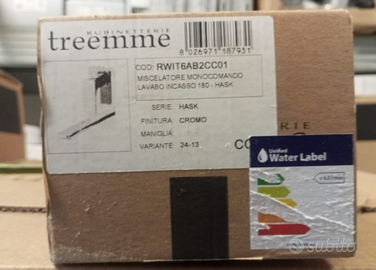 RUBINETTERIE
treemme
8 026971 187931
COD: RWIT6AB2CC01
MISCELATORE MONOCOMANDO
LAVABO INCASSO 180 - HASK
SERIE: HASK
FINITURA: CROMO
MANIGLIA
VARIANTE: 24-13
Unified
Water Label
subito